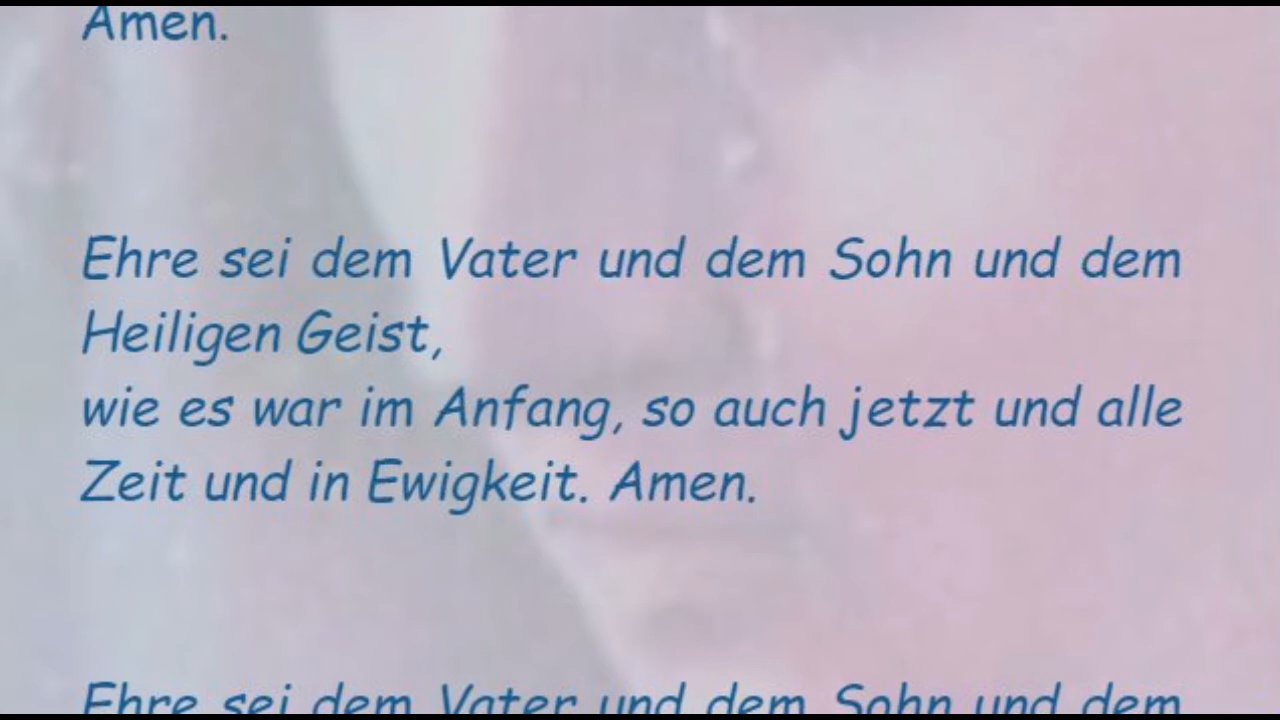 Amen.
Ehre sei dem Vater und dem Sohn und dem
Heiligen Geist,
wie es war im Anfang, so auch jetzt und alle
Zeit und in Ewigkeit. Amen.
Ehre sei dem Vater und dem Sohn und dem